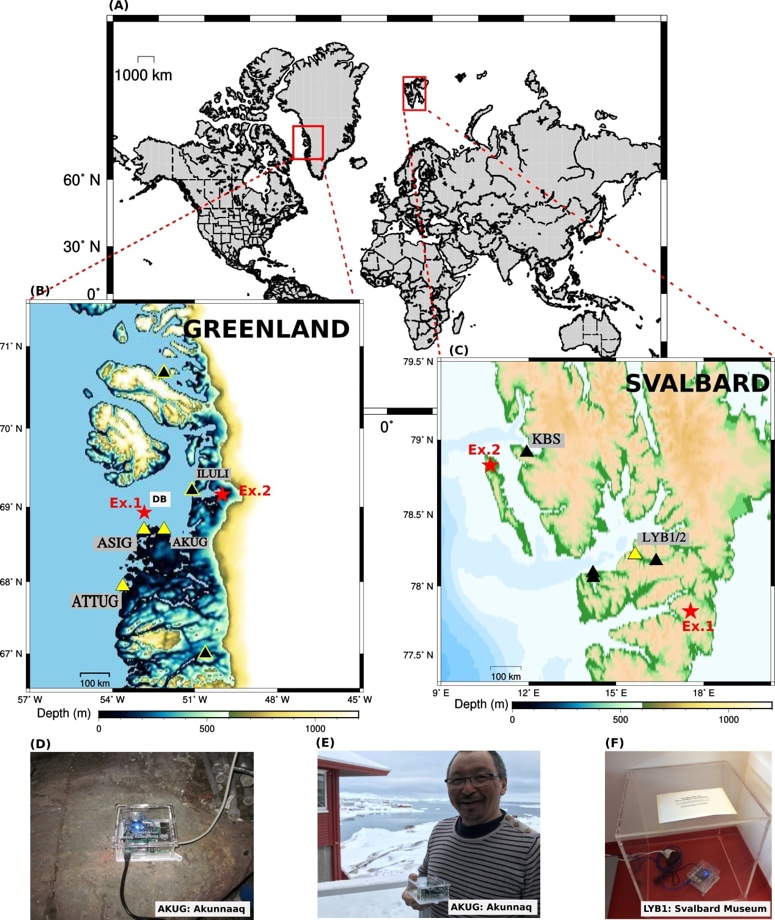 (A)
1000 km
60° N
30° N
0°
0°
(B)
GREENLAND
71° N
70° N
69° N
68° N
67° N
ILULI
Ex.2
Ex.1
DB
ASIG
AKUG
ATTUG
100 km
57° W
54° W
51° W
48° W
45° W
Depth (m)
0
500
1000
79.5° N
(C)
SVALBARD
79° N
78.5° N
78° N
77.5° N
KBS
Ex.2
LYB1/2
Ex.1
100 km
9° E
12° E
15° E
18° E
Depth (m)
0
500
1000
(D)
AKUG: Akunnaaq
(E)
AKUG: Akunnaq
(F)
LYB1: Svalbard Museum